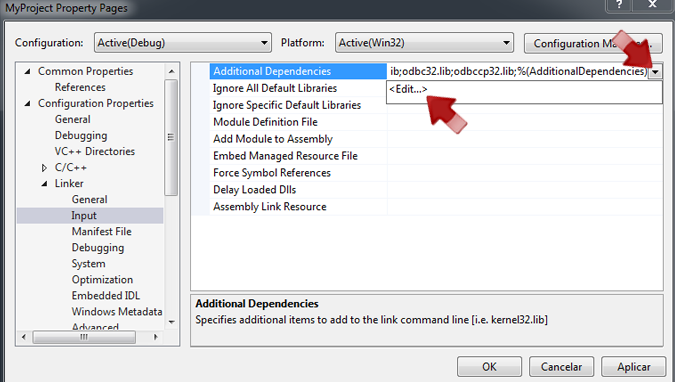 MyProject Property Pages
Configuration: Active(Debug) Platform: Active(Win32) Configuration
Common Properties
References
Configuration Properties
General
Debugging
VC++ Directories
C/C++
Linker
General
Input
Manifest File
Debugging
System
Optimization
Embedded IDL
Windows Metadata
Advanced
Additional Dependencies ib;odbc32.lib;odbccp32.lib;%(AdditionalDependencies)
Ignore All Default Libraries <Edit...>
Ignore Specific Default Libraries
Module Definition File
Add Module to Assembly
Embed Managed Resource File
Force Symbol References
Delay Loaded Dlls
Assembly Link Resource
Additional Dependencies
Specifies additional items to add to the link command line [i.e. kernel32.lib]
OK Cancelar Aplicar